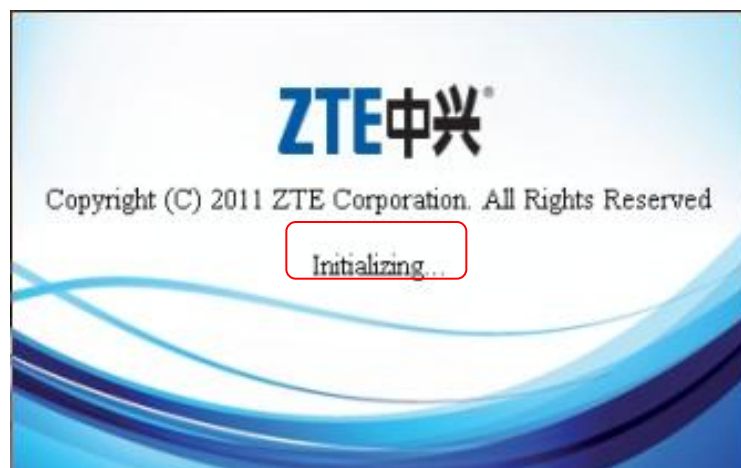 ZTE中兴®
Copyright (C) 2011 ZTE Corporation. All Rights Reserved
Initializing...